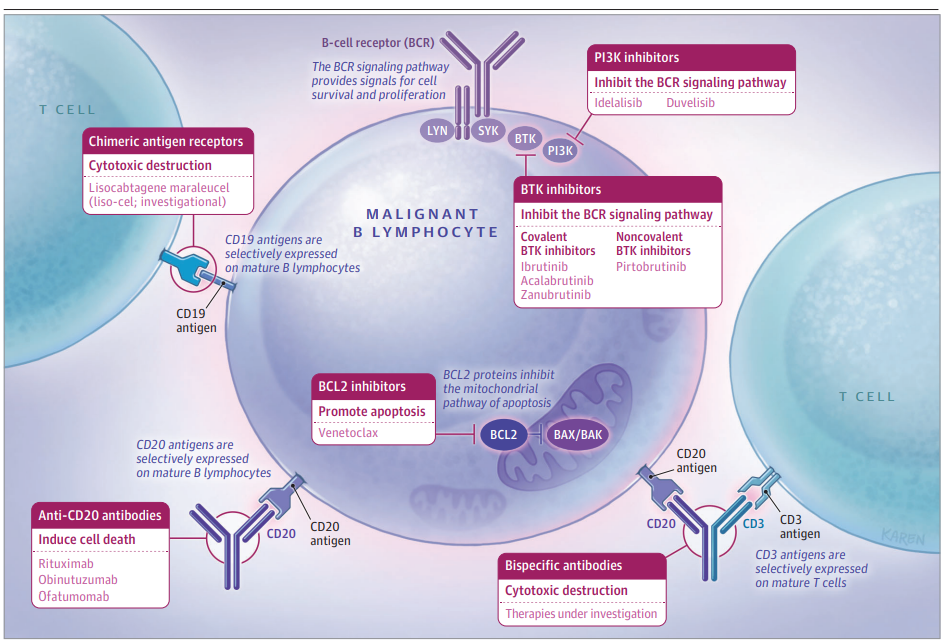 B-cell receptor (BCR)
The BCR signaling pathway
provides signals for cell
survival and proliferation
PI3K inhibitors
Inhibit the BCR signaling pathway
Idelalisib Duvelisib
T CELL
LYN
SYK
BTK
PI3K
Chimeric antigen receptors
Cytotoxic destruction
Lisocabtagene maraleucel
(liso-cel; investigational)
MALIGNANT
B LYMPHOCYTE
BTK inhibitors
Inhibit the BCR signaling pathway
Covalent
BTK inhibitors
Ibrutinib
Acalabrutinib
Zanubrutinib
Noncovalent
BTK inhibitors
Pirtobrutinib
CD19 antigens are
selectively expressed
on mature B lymphocytes
CD19
antigen
BCL2 inhibitors
Promote apoptosis
Venetoclax
BCL2 proteins inhibit
the mitochondrial
pathway of apoptosis
BCL2
BAX/BAK
T CELL
CD20 antigens are
selectively expressed
on mature B lymphocytes
Anti-CD20 antibodies
Induce cell death
Rituximab
Obinutuzumab
Ofatumomab
CD20
CD20
antigen
CD20
antigen
CD20
CD3
CD3
antigen
KAREN
CD3 antigens are
selectively expressed
on mature T cells
Bispecific antibodies
Cytotoxic destruction
Therapies under investigation